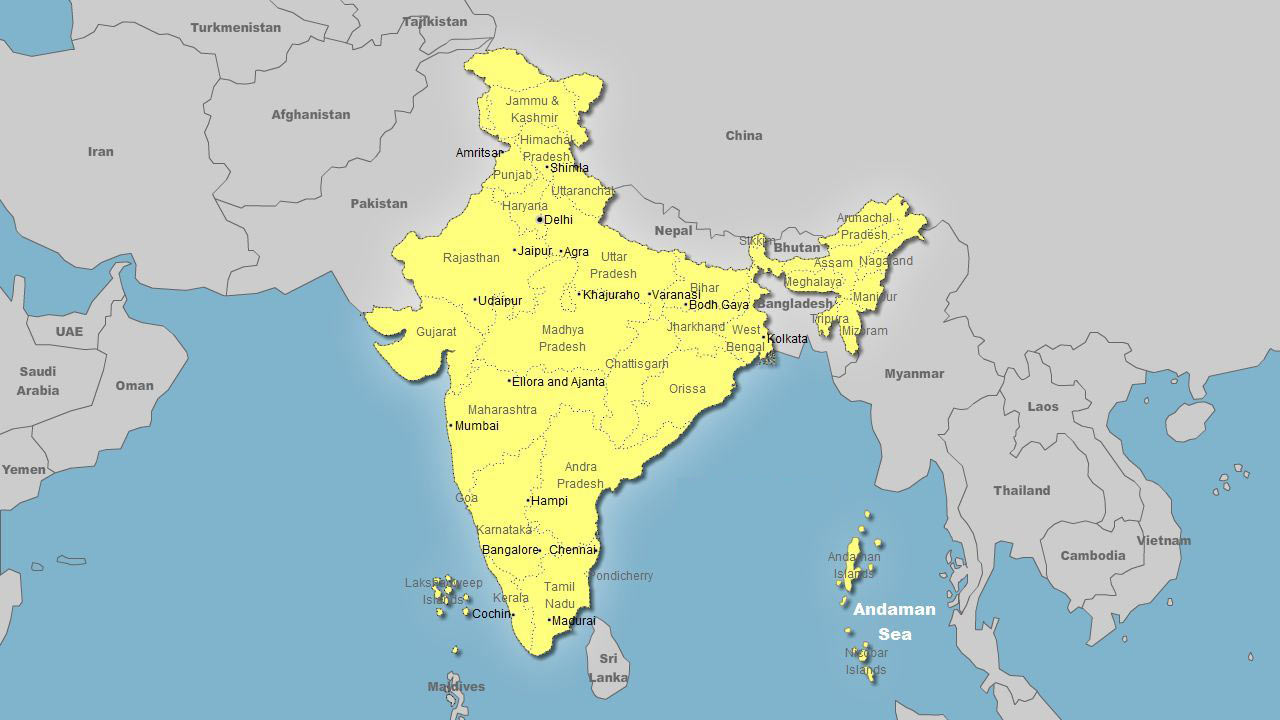 Turkmenistan
Tajikistan
Afghanistan
Iran
Pakistan
China
Jammu &
Kashmir
Himachal
Pradesh
Amritsar
Shimla
Punjab
Uttaranchal
Haryana
Delhi
Nepal
Sikkim
Bhutan
Arunachal
Pradesh
Rajasthan
Jaipur
Agra
Uttar
Pradesh
Assam
Nagaland
Meghalaya
Bihar
Udaipur
Khajuraho
Varanasi
Bodh Gaya
Bangladesh
Manipur
Tripura
Mizoram
UAE
Gujarat
Madhya
Pradesh
Jharkhand
West
Bengal
Kolkata
Saudi
Arabia
Oman
Chattisgarh
Orissa
Ellora and Ajanta
Myanmar
Laos
Maharashtra
Mumbai
Yemen
Andra
Pradesh
Goa
Hampi
Thailand
Karnataka
Bangalore
Chennai
Vietnam
Cambodia
Andaman
Islands
Lakshadweep
Islands
Pondicherry
Kerala
Tamil
Nadu
Cochin
Madurai
Andaman
Sea
Sri
Lanka
Nicobar
Islands
Maldives